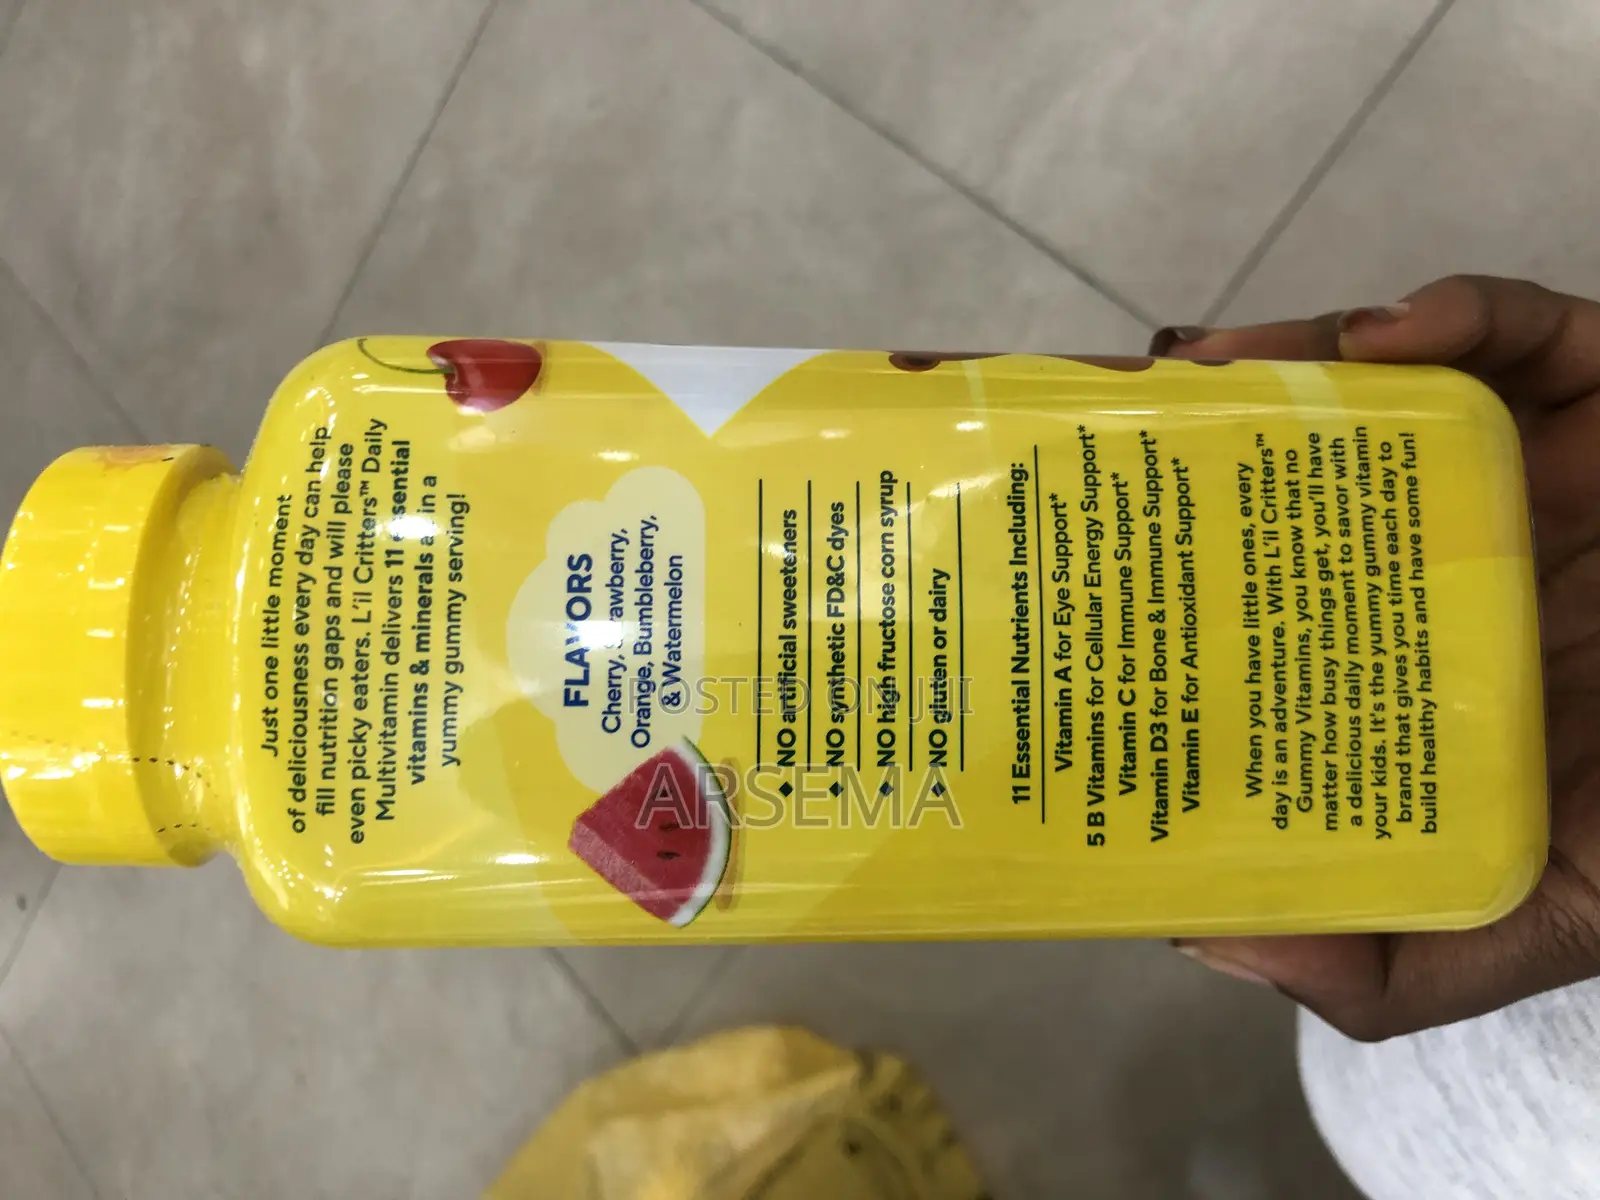 Just one little moment
of deliciousness every day can help
fill nutrition gaps and will please
even picky eaters. L'il Critters™ Daily
Multivitamin delivers 11 essential
vitamins & minerals all in a
yummy gummy serving!
FLAVORS
Cherry, Strawberry,
Orange, Bumbleberry,
& Watermelon
◆ NO artificial sweeteners
◆ NO synthetic FD&C dyes
◆ NO high fructose corn syrup
◆ NO gluten or dairy
11 Essential Nutrients Including:
Vitamin A for Eye Support*
5 B Vitamins for Cellular Energy Support*
Vitamin C for Immune Support*
Vitamin D3 for Bone & Immune Support*
Vitamin E for Antioxidant Support*
When you have little ones, every
day is an adventure. With L'il Critters™
Gummy Vitamins, you know that no
matter how busy things get, you'll have
a delicious daily moment to savor with
your kids. It's the yummy gummy vitamin
brand that gives you time each day to
build healthy habits and have some fun!
POSTED ON JIJI
ARSEMA